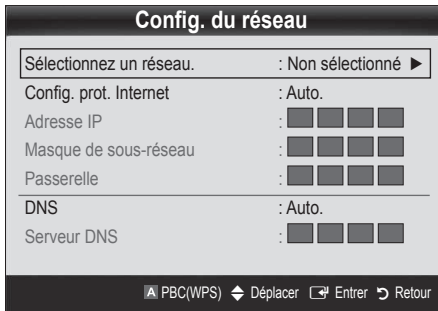 Config. du réseau
Sélectionnez un réseau. : Non sélectionné ►
Config. prot. Internet : Auto.
Adresse IP :
Masque de sous-réseau :
Passerelle :
DNS : Auto.
Serveur DNS :
A PBC(WPS) Déplacer Entrer Retour